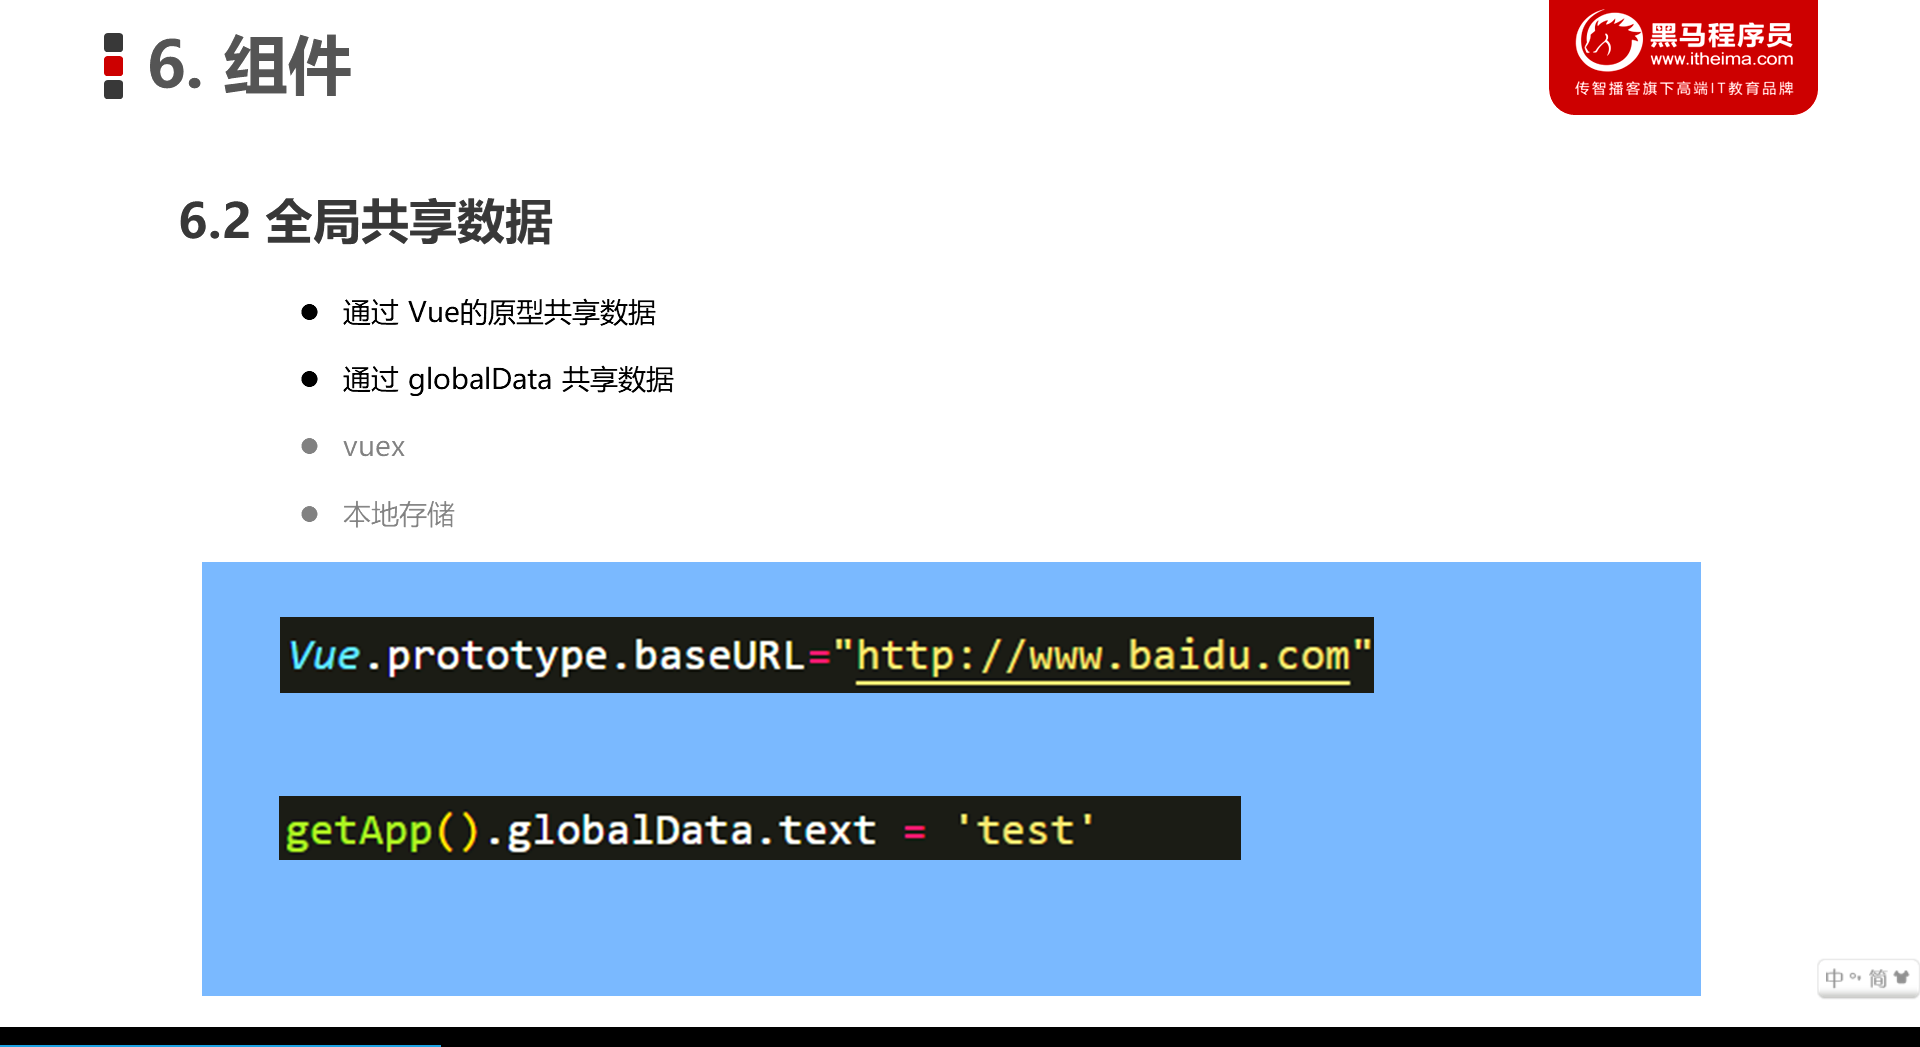 6. 组件
黑马程序员
www.itheima.com
传智播客旗下高端IT教育品牌
6.2 全局共享数据
● 通过 Vue的原型共享数据
● 通过 globalData 共享数据
● vuex
● 本地存储
Vue.prototype.baseURL="http://www.baidu.com"
getApp().globalData.text = 'test'
中 简